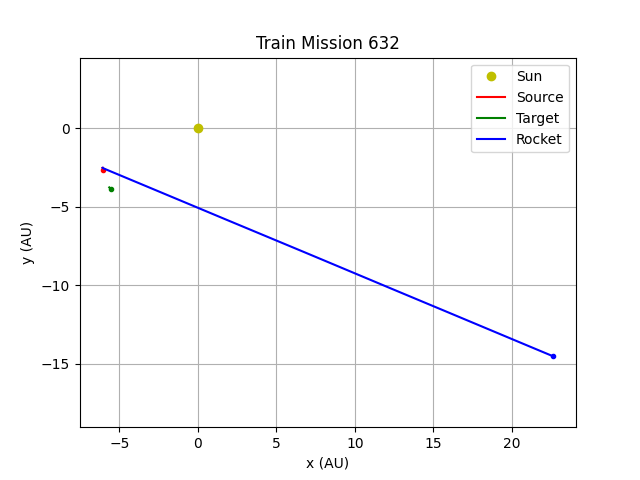 Train Mission 632
Sun
Source
Target
Rocket
0
−5
−10
−15
y (AU)
−5
0
5
10
15
20
x (AU)